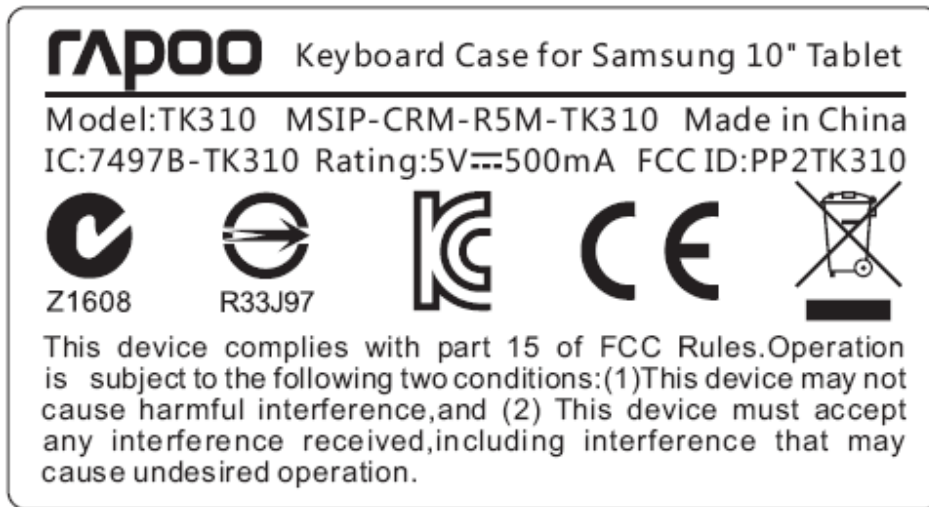 rapoo Keyboard Case for Samsung 10" Tablet
Model:TK310 MSIP-CRM-R5M-TK310 Made in China
IC:7497B-TK310 Rating:5V⎓500mA FCC ID:PP2TK310
KC CE
Z1608 R33J97
This device complies with part 15 of FCC Rules.Operation
is subject to the following two conditions:(1)This device may not
cause harmful interference,and (2) This device must accept
any interference received,including interference that may
cause undesired operation.